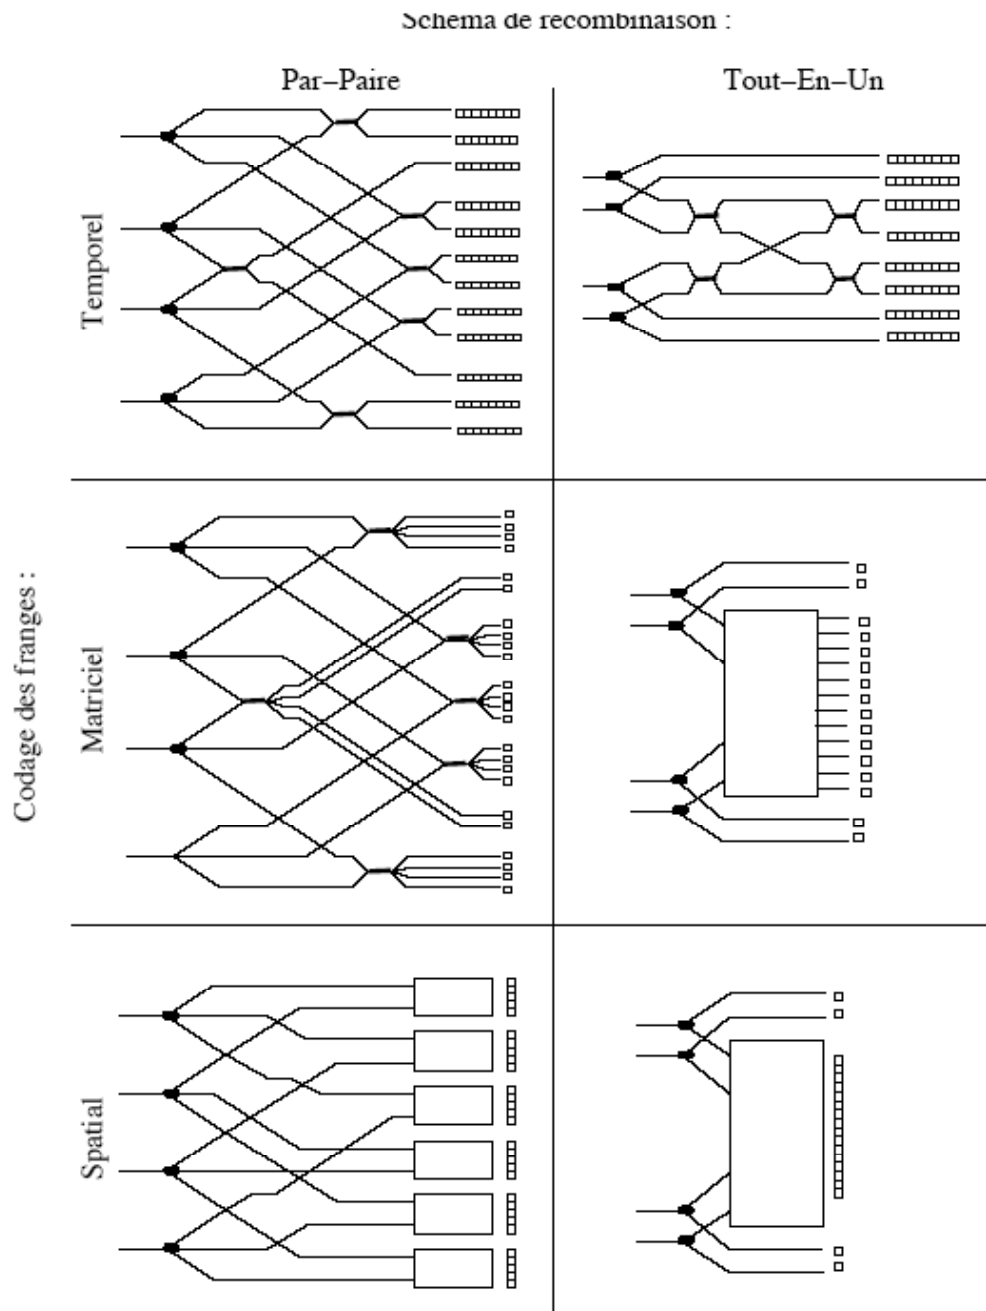 Schéma de recombinaison :
Par–Paire
Tout–En–Un
Codage des franges :
Temporel
Matriciel
Spatial